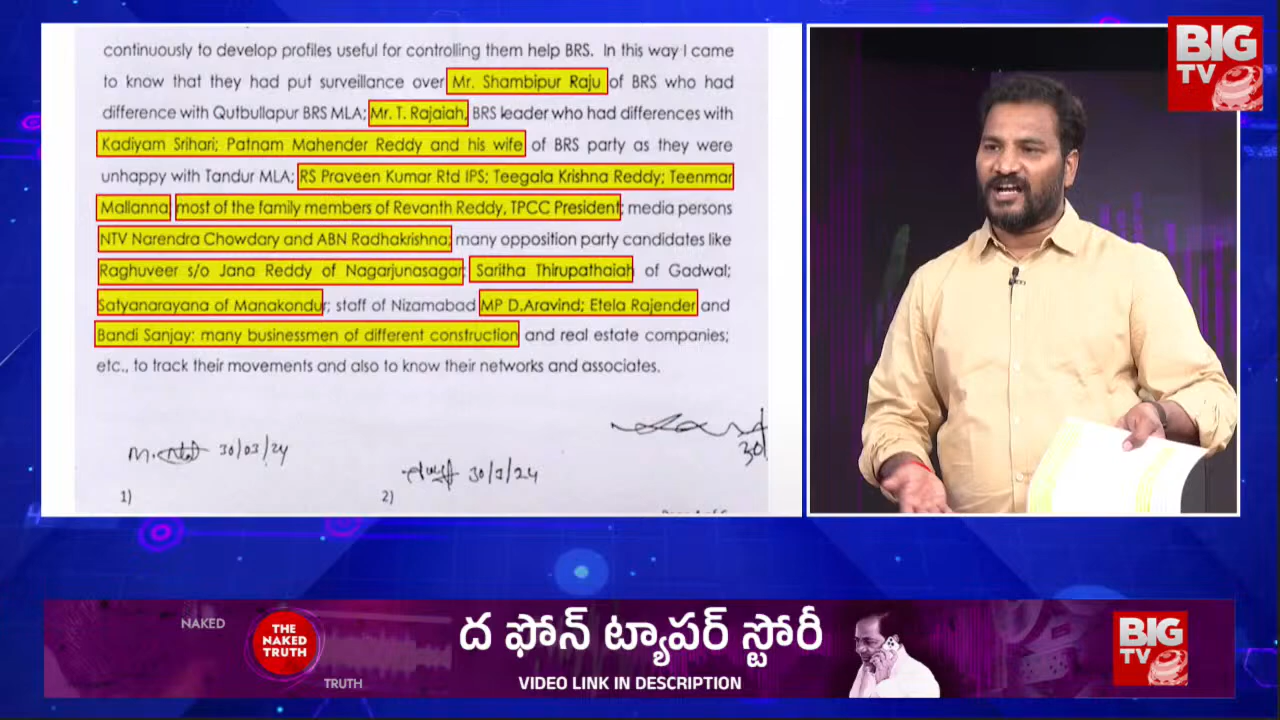 continuously to develop profiles useful for controlling them help BRS. In this way I came
to know that they had put surveillance over Mr. Shambipur Raju of BRS who had
difference with Qutbullapur BRS MLA; Mr. T. Rajaiah, BRS leader who had differences with
Kadiyam Srihari; Patnam Mahender Reddy and his wife of BRS party as they were
unhappy with Tandur MLA; RS Praveen Kumar Rtd IPS; Teegala Krishna Reddy; Teenmar
Mallanna; most of the family members of Revanth Reddy, TPCC President; media persons
NTV Narendra Chowdary and ABN Radhakrishna; many opposition party candidates like
Raghuveer s/o Jana Reddy of Nagarjunasagar; Saritha Thirupathaiah of Gadwal;
Satyanarayana of Manakondur; staff of Nizamabad MP D.Aravind; Etela Rajender and
Bandi Sanjay; many businessmen of different construction and real estate companies;
etc., to track their movements and also to know their networks and associates.
30/03/24
30/3/24
30/
1)
2)
BIG
TV
NAKED
THE
NAKED
TRUTH
TRUTH
ద ఫోన్ ట్యాపర్ స్టోరీ
VIDEO LINK IN DESCRIPTION
BIG
TV